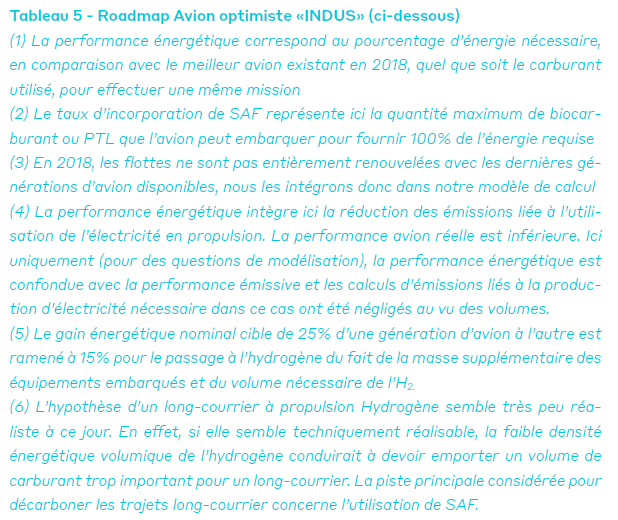 Tableau 5 - Roadmap Avion optimiste «INDUS» (ci-dessous)
(1) La performance énergétique correspond au pourcentage d'énergie nécessaire,
en comparaison avec le meilleur avion existant en 2018, quel que soit le carburant
utilisé, pour effectuer une même mission
(2) Le taux d'incorporation de SAF représente ici la quantité maximum de biocar-
burant ou PTL que l'avion peut embarquer pour fournir 100% de l'énergie requise
(3) En 2018, les flottes ne sont pas entièrement renouvelées avec les dernières gé-
nérations d'avion disponibles, nous les intégrons donc dans notre modèle de calcul
(4) La performance énergétique intègre ici la réduction des émissions liée à l'utili-
sation de l'électricité en propulsion. La performance avion réelle est inférieure. Ici
uniquement (pour des questions de modélisation), la performance énergétique est
confondue avec la performance émissive et les calculs d'émissions liés à la produc-
tion d'électricité nécessaire dans ce cas ont été négligés au vu des volumes.
(5) Le gain énergétique nominal cible de 25% d'une génération d'avion à l'autre est
ramené à 15% pour le passage à l'hydrogène du fait de la masse supplémentaire des
équipements embarqués et du volume nécessaire de l'H₂.
(6) L'hypothèse d'un long-courrier à propulsion Hydrogène semble très peu réa-
liste à ce jour. En effet, si elle semble techniquement réalisable, la faible densité
énergétique volumique de l'hydrogène conduirait à devoir emporter un volume de
carburant trop important pour un long-courrier. La piste principale considérée pour
décarboner les trajets long-courrier concerne l'utilisation de SAF.